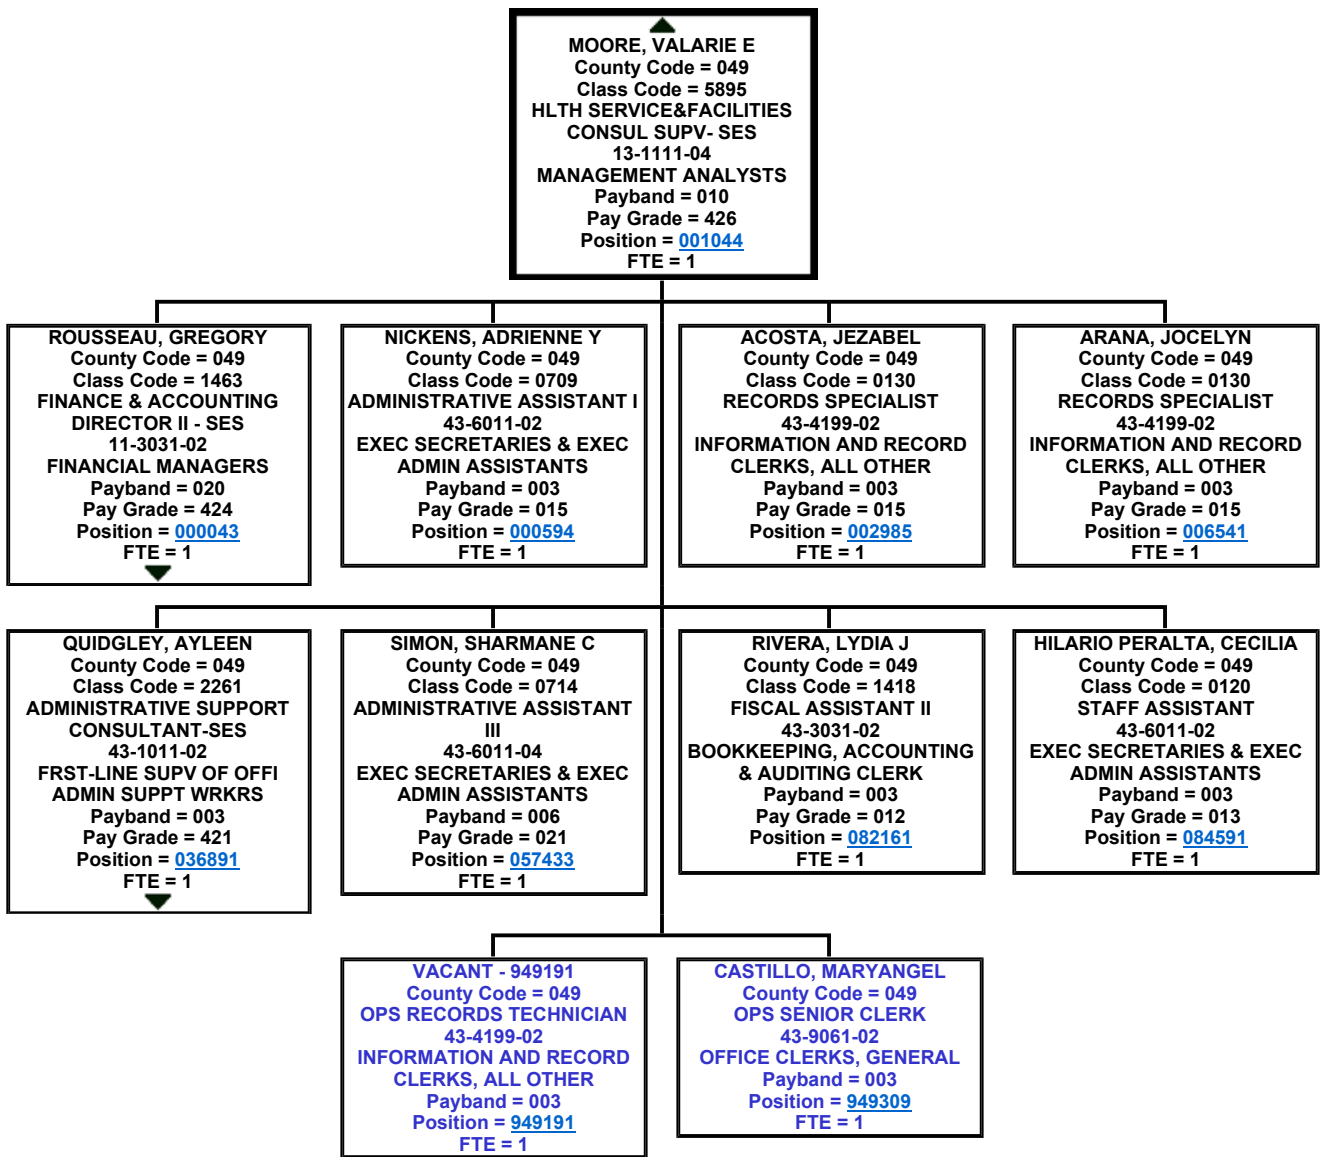 MOORE, VALARIE E
County Code = 049
Class Code = 5895
HLTH SERVICE&FACILITIES
CONSUL SUPV- SES
13-1111-04
MANAGEMENT ANALYSTS
Payband = 010
Pay Grade = 426
Position = 001044
FTE = 1
ROUSSEAU, GREGORY
County Code = 049
Class Code = 1463
FINANCE & ACCOUNTING
DIRECTOR II - SES
11-3031-02
FINANCIAL MANAGERS
Payband = 020
Pay Grade = 424
Position = 000043
FTE = 1
NICKENS, ADRIENNE Y
County Code = 049
Class Code = 0709
ADMINISTRATIVE ASSISTANT I
43-6011-02
EXEC SECRETARIES & EXEC
ADMIN ASSISTANTS
Payband = 003
Pay Grade = 015
Position = 000594
FTE = 1
ACOSTA, JEZABEL
County Code = 049
Class Code = 0130
RECORDS SPECIALIST
43-4199-02
INFORMATION AND RECORD
CLERKS, ALL OTHER
Payband = 003
Pay Grade = 015
Position = 002985
FTE = 1
ARANA, JOCELYN
County Code = 049
Class Code = 0130
RECORDS SPECIALIST
43-4199-02
INFORMATION AND RECORD
CLERKS, ALL OTHER
Payband = 003
Pay Grade = 015
Position = 006541
FTE = 1
QUIDGLEY, AYLEEN
County Code = 049
Class Code = 2261
ADMINISTRATIVE SUPPORT
CONSULTANT-SES
43-1011-02
FRST-LINE SUPV OF OFFI
ADMIN SUPPT WRKRS
Payband = 003
Pay Grade = 421
Position = 036891
FTE = 1
SIMON, SHARMANE C
County Code = 049
Class Code = 0714
ADMINISTRATIVE ASSISTANT
III
43-6011-04
EXEC SECRETARIES & EXEC
ADMIN ASSISTANTS
Payband = 006
Pay Grade = 021
Position = 057433
FTE = 1
RIVERA, LYDIA J
County Code = 049
Class Code = 1418
FISCAL ASSISTANT II
43-3031-02
BOOKKEEPING, ACCOUNTING
& AUDITING CLERK
Payband = 003
Pay Grade = 012
Position = 082161
FTE = 1
HILARIO PERALTA, CECILIA
County Code = 049
Class Code = 0120
STAFF ASSISTANT
43-6011-02
EXEC SECRETARIES & EXEC
ADMIN ASSISTANTS
Payband = 003
Pay Grade = 013
Position = 084591
FTE = 1
VACANT - 949191
County Code = 049
OPS RECORDS TECHNICIAN
43-4199-02
INFORMATION AND RECORD
CLERKS, ALL OTHER
Payband = 003
Position = 949191
FTE = 1
CASTILLO, MARYANGEL
County Code = 049
OPS SENIOR CLERK
43-9061-02
OFFICE CLERKS, GENERAL
Payband = 003
Position = 949309
FTE = 1